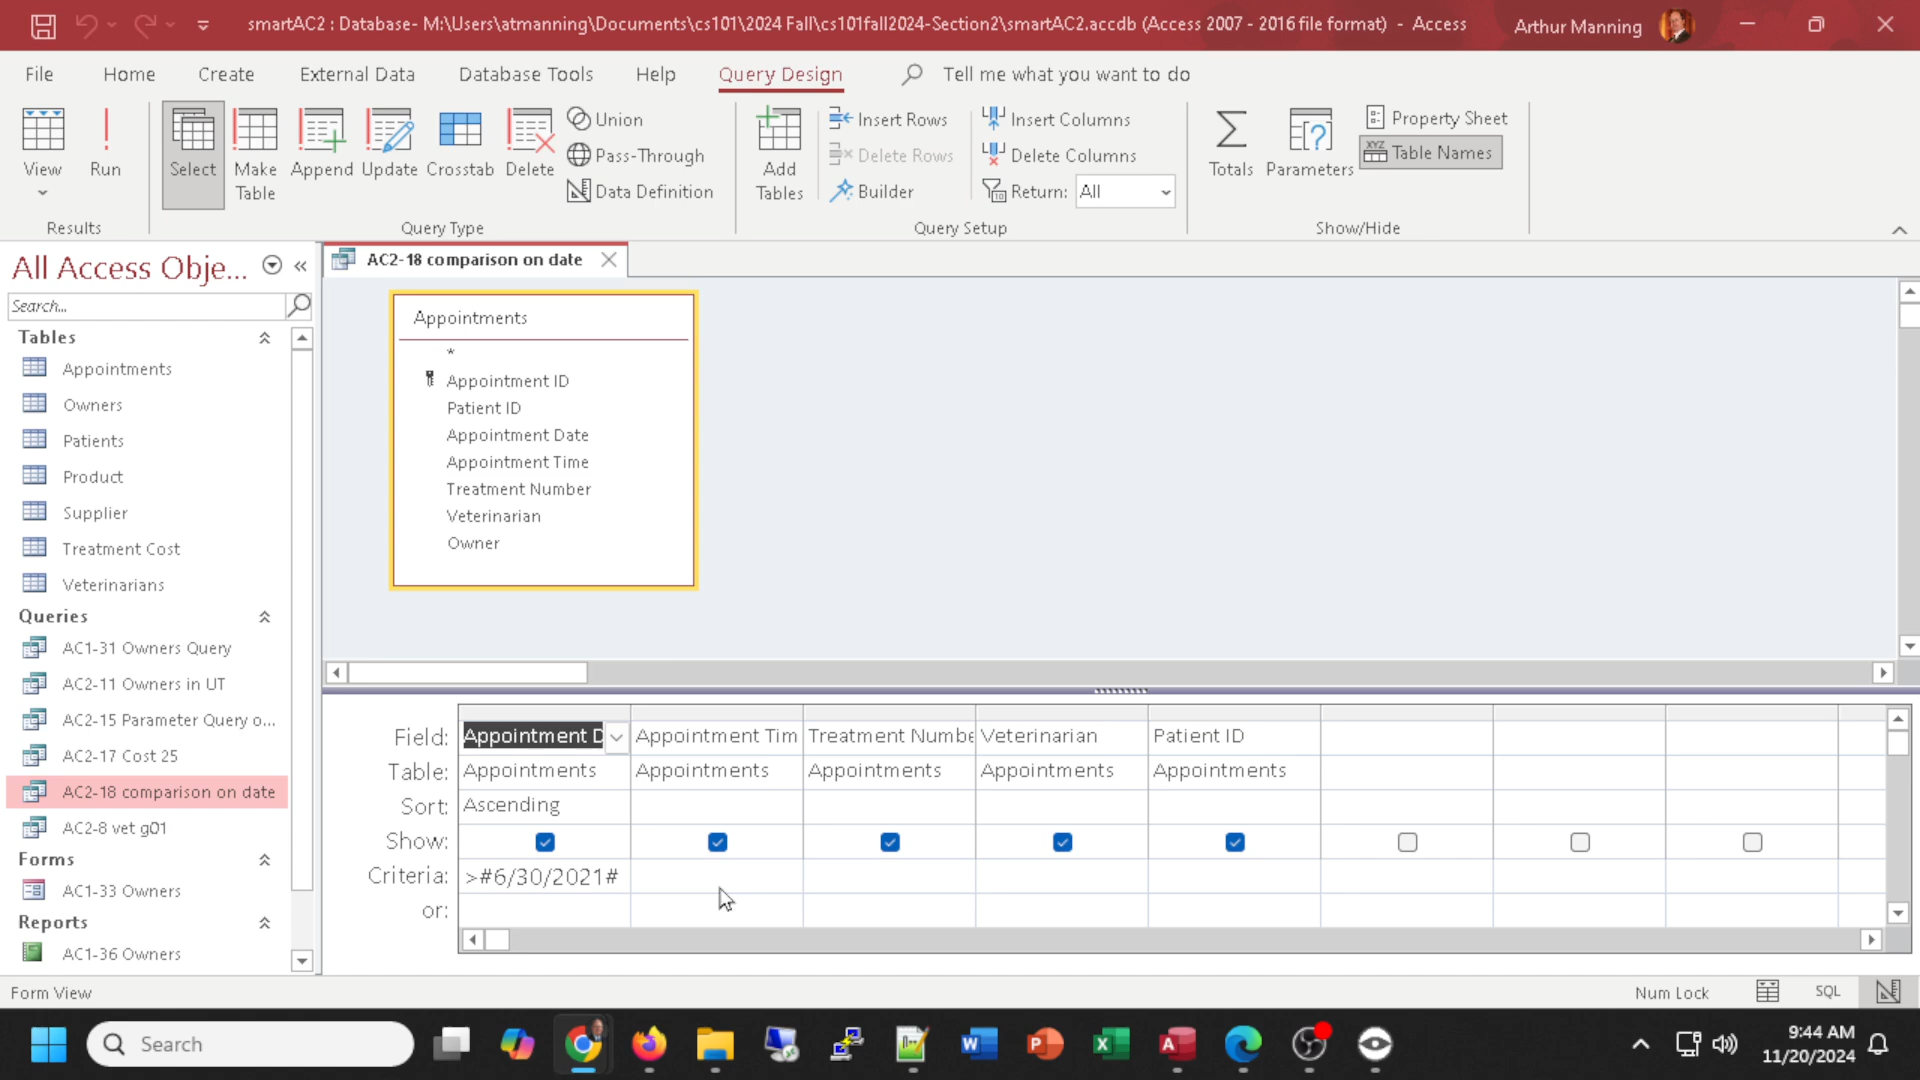 smartAC2 : Database- M:\Users\atmanning\Documents\cs101\2024 Fall\cs101fall2024-Section2\smartAC2.accdb (Access 2007 - 2016 file format) - Access
Arthur Manning
File Home Create External Data Database Tools Help Query Design Tell me what you want to do
View
Run
Select
Make
Table
Append
Update
Crosstab
Delete
Union
Pass-Through
Data Definition
Add
Tables
Insert Rows
Delete Rows
Builder
Insert Columns
Delete Columns
Return: All
Totals
Parameters
Property Sheet
XYZ
Table Names
Results
Query Type
Query Setup
Show/Hide
All Access Obje...
Search...
Tables
Appointments
Owners
Patients
Product
Supplier
Treatment Cost
Veterinarians
Queries
AC1-31 Owners Query
AC2-11 Owners in UT
AC2-15 Parameter Query o...
AC2-17 Cost 25
AC2-18 comparison on date
AC2-8 vet g01
Forms
AC1-33 Owners
Reports
AC1-36 Owners
AC2-18 comparison on date
Appointments
*
Appointment ID
Patient ID
Appointment Date
Appointment Time
Treatment Number
Veterinarian
Owner
Field: Appointment D Appointment Tim Treatment Numbe Veterinarian Patient ID
Table: Appointments Appointments Appointments Appointments Appointments
Sort: Ascending
Show:
Criteria: >#6/30/2021#
or:
Form View
Num Lock
SQL
Search
9:44 AM
11/20/2024